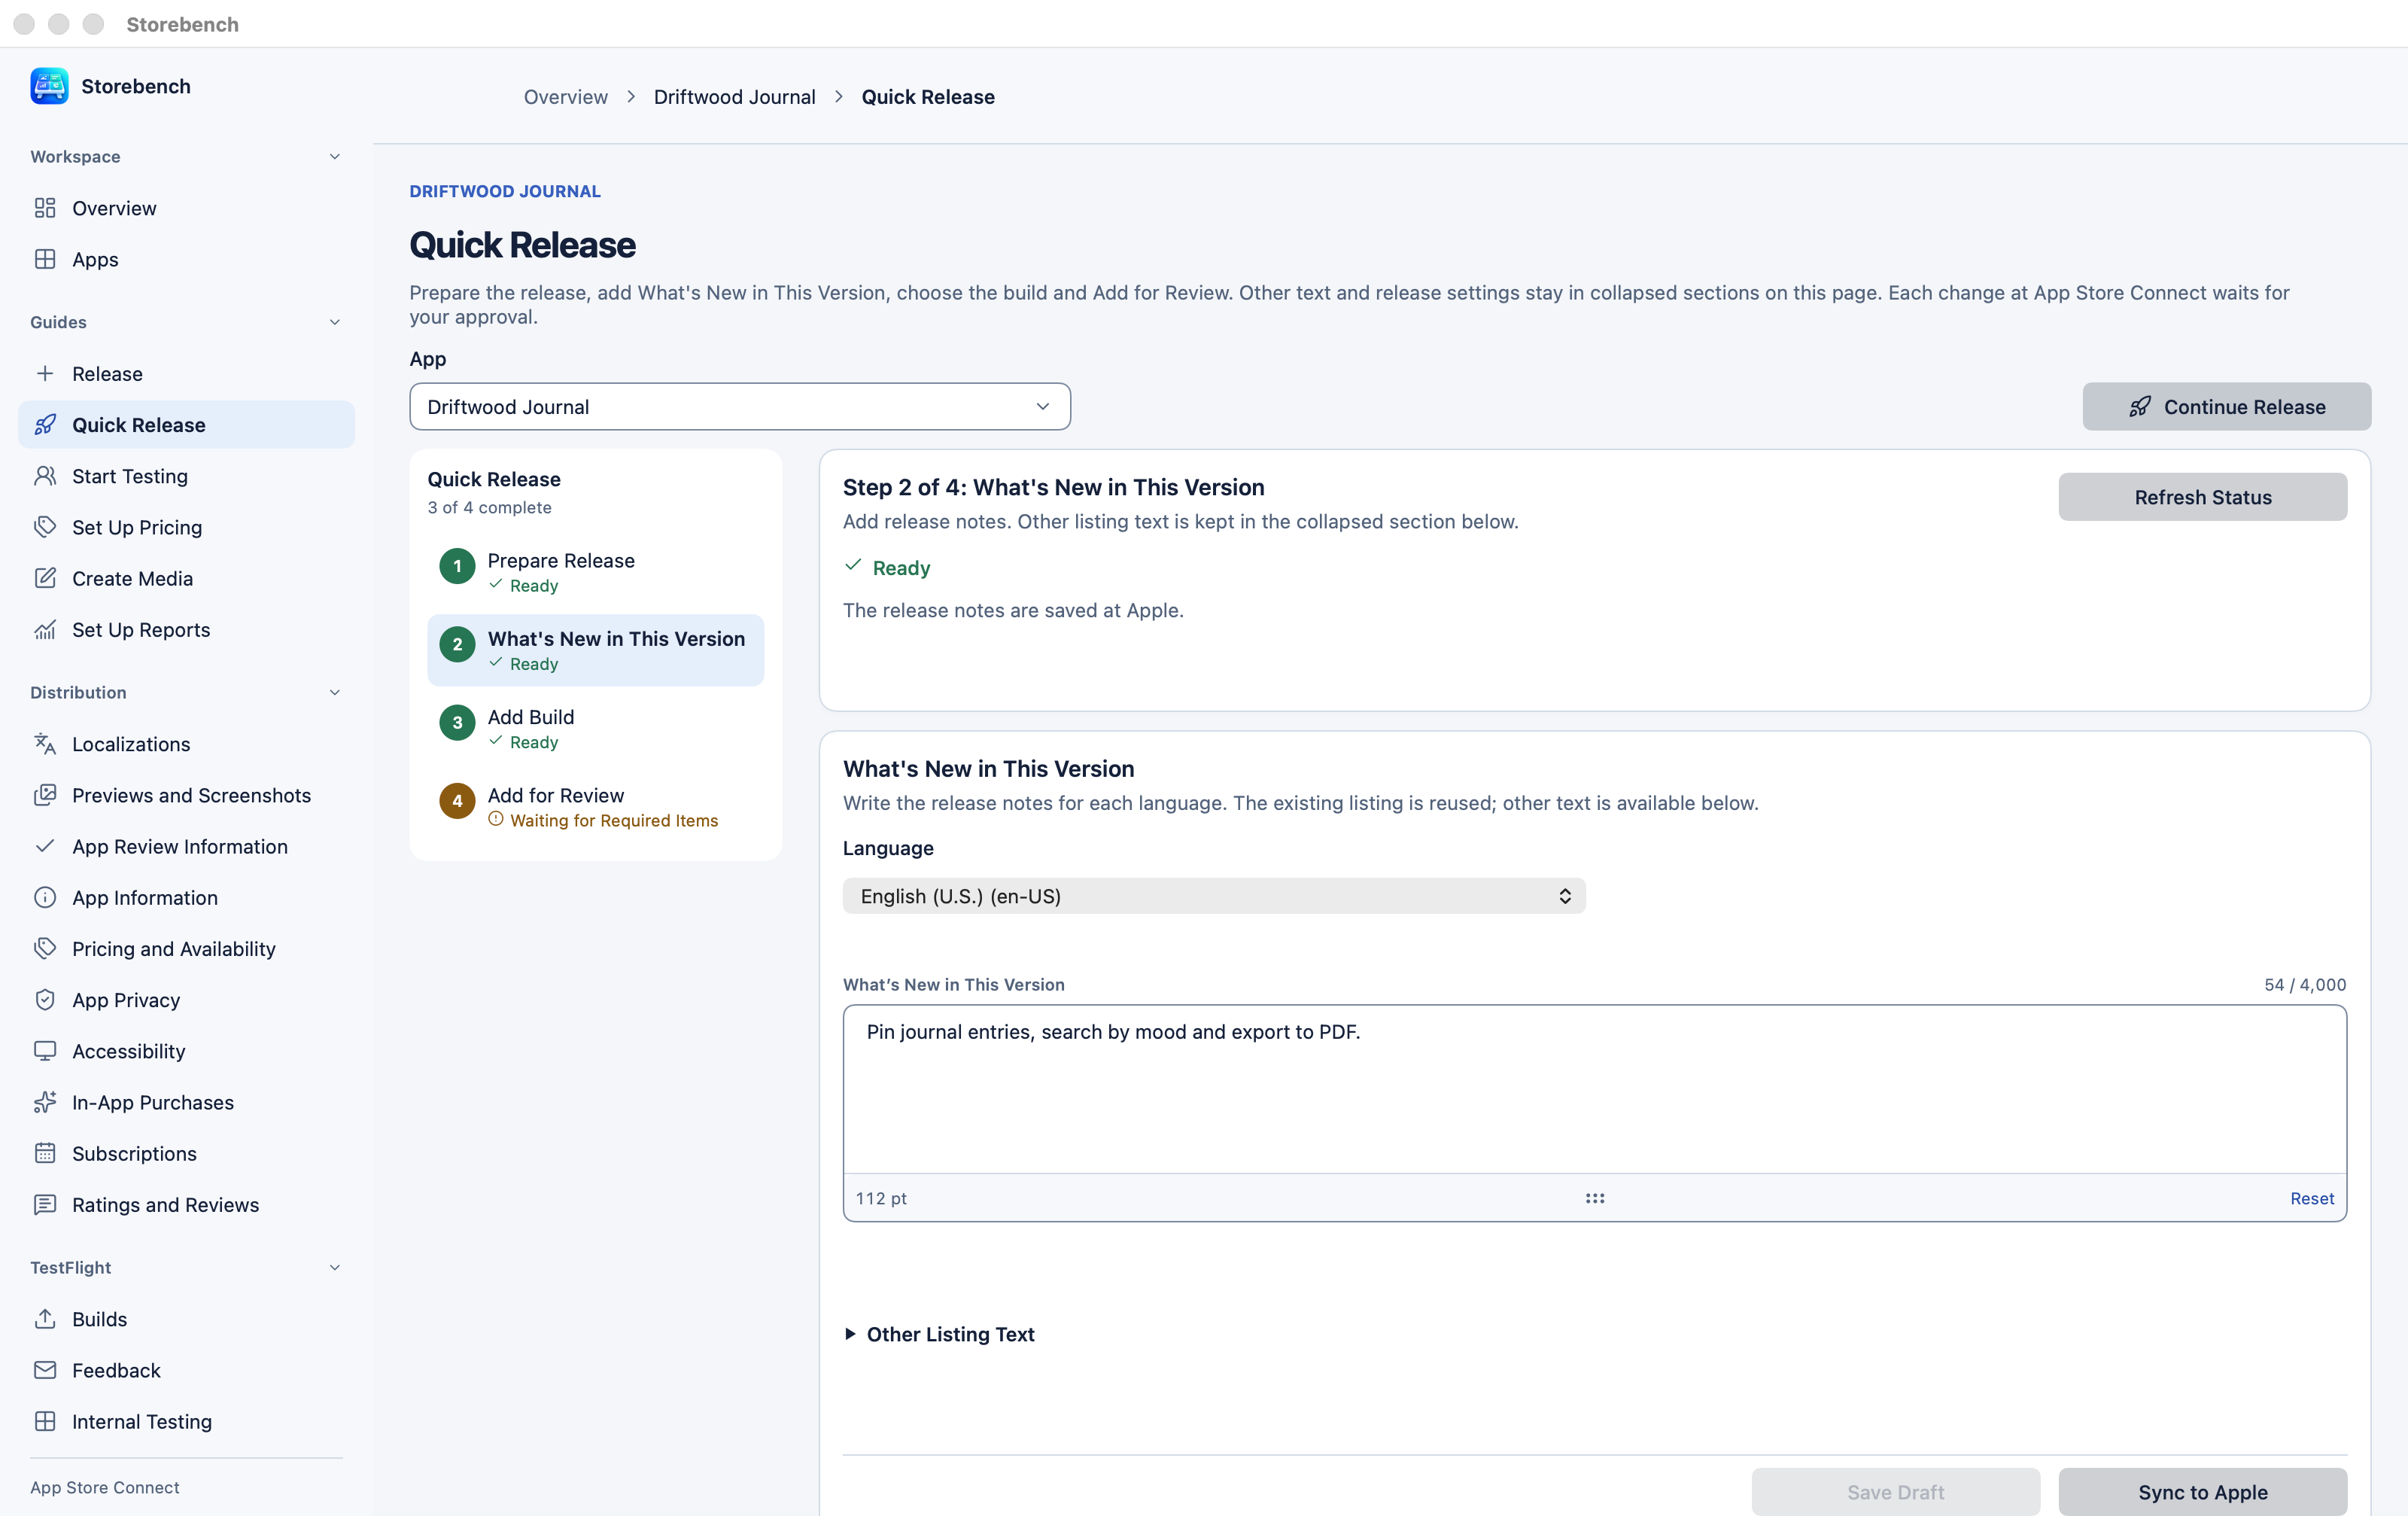 Storebench
Storebench
Workspace
Overview
Apps
Guides
Release
Quick Release
Start Testing
Set Up Pricing
Create Media
Set Up Reports
Distribution
Localizations
Previews and Screenshots
App Review Information
App Information
Pricing and Availability
App Privacy
Accessibility
In-App Purchases
Subscriptions
Ratings and Reviews
TestFlight
Builds
Feedback
Internal Testing
App Store Connect
Overview > Driftwood Journal > Quick Release
DRIFTWOOD JOURNAL
Quick Release
Prepare the release, add What's New in This Version, choose the build and Add for Review. Other text and release settings stay in collapsed sections on this page. Each change at App Store Connect waits for
your approval.
App
Driftwood Journal
Continue Release
Quick Release
3 of 4 complete
1 Prepare Release
Ready
2 What's New in This Version
Ready
3 Add Build
Ready
4 Add for Review
Waiting for Required Items
Step 2 of 4: What's New in This Version
Refresh Status
Add release notes. Other listing text is kept in the collapsed section below.
Ready
The release notes are saved at Apple.
What's New in This Version
Write the release notes for each language. The existing listing is reused; other text is available below.
Language
English (U.S.) (en-US)
What’s New in This Version 54 / 4,000
Pin journal entries, search by mood and export to PDF.
112 pt Reset
Other Listing Text
Save Draft Sync to Apple